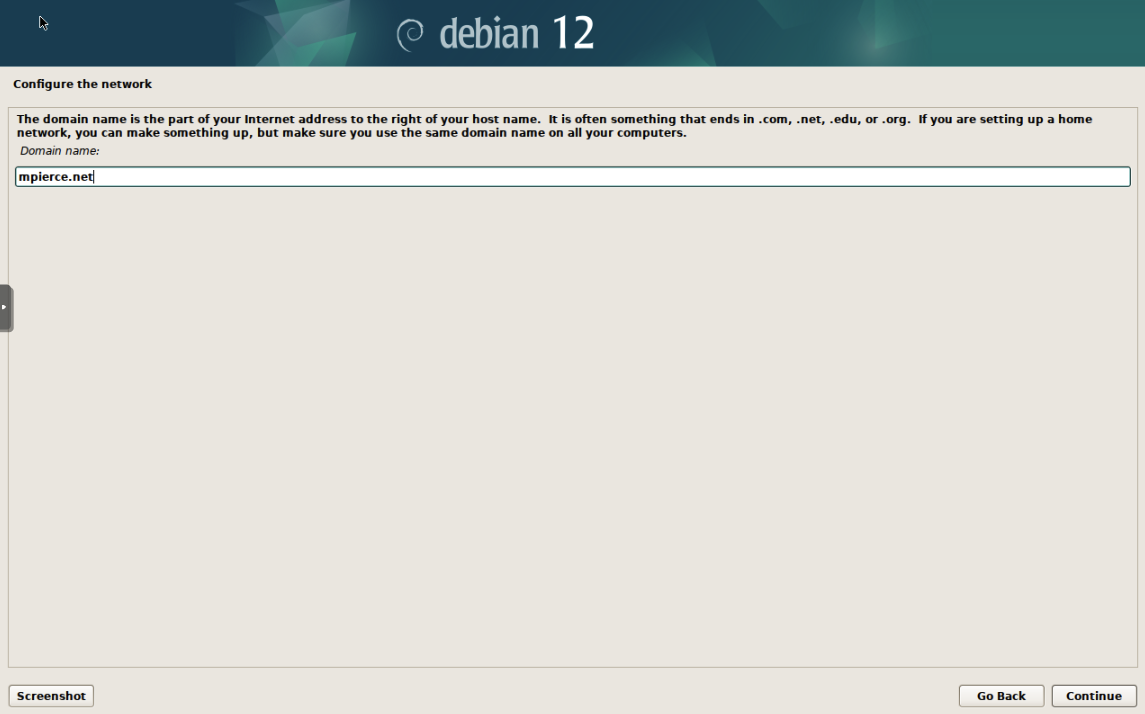 debian 12
Configure the network
The domain name is the part of your Internet address to the right of your host name.  It is often something that ends in .com, .net, .edu, or .org.  If you are setting up a home
network, you can make something up, but make sure you use the same domain name on all your computers.
Domain name:
mpierce.net
Screenshot
Go Back
Continue